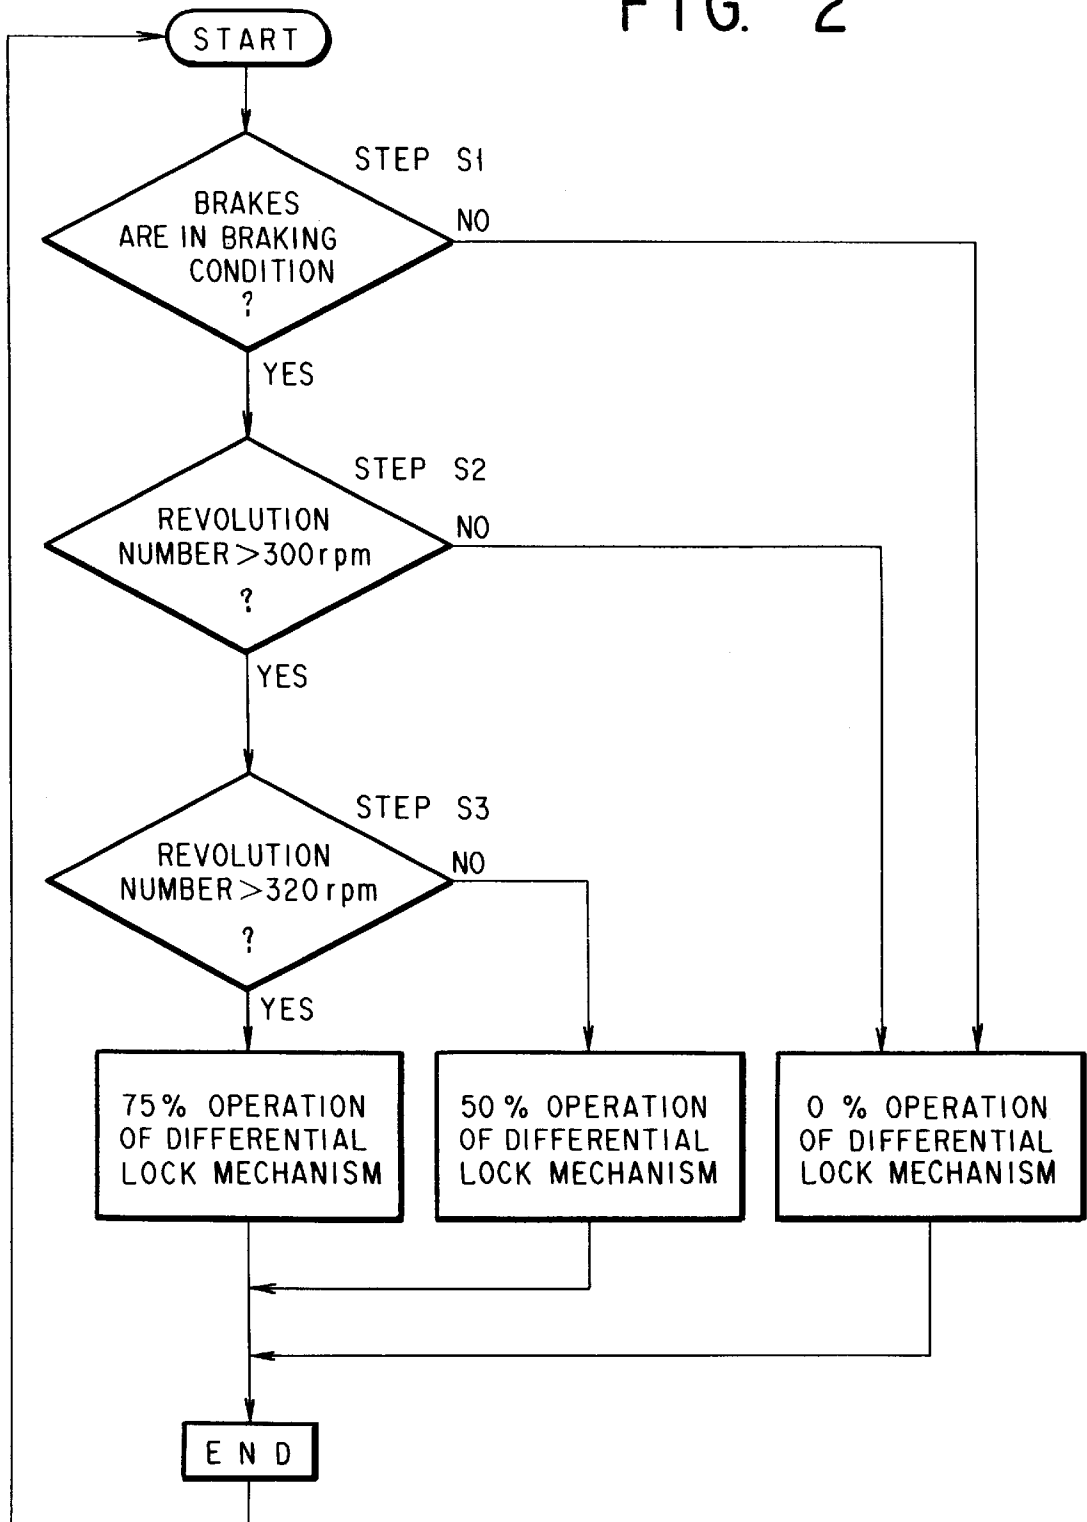 FIG. 2
START
STEP S1
BRAKES
ARE IN BRAKING
CONDITION
?
NO
YES
STEP S2
REVOLUTION
NUMBER>300rpm
?
NO
YES
STEP S3
REVOLUTION
NUMBER>320rpm
?
NO
YES
75% OPERATION
OF DIFFERENTIAL
LOCK MECHANISM
50% OPERATION
OF DIFFERENTIAL
LOCK MECHANISM
0 % OPERATION
OF DIFFERENTIAL
LOCK MECHANISM
END